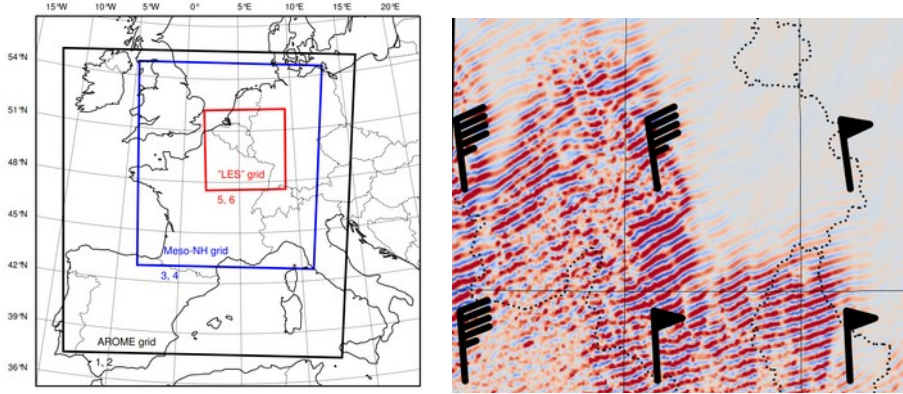 15°W 10°W 5°W 0°E 5°E 10°E 15°E 20°E
54°N
51°N
48°N
45°N
42°N
39°N
36°N
"LES" grid
5, 6
Meso-NH grid
3, 4
AROME grid
1, 2